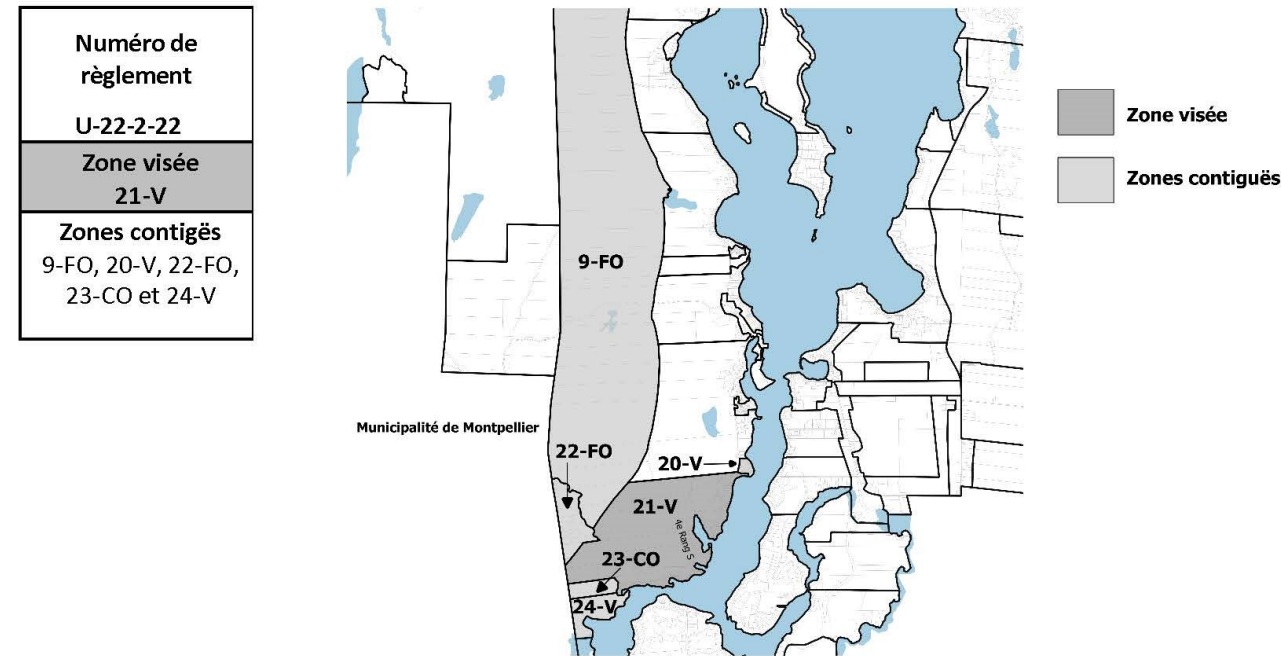 Numéro de
règlement
U-22-2-22
Zone visée
21-V
Zones contigës
9-FO, 20-V, 22-FO,
23-CO et 24-V
9-FO
Municipalité de Montpellier
22-FO
20-V
21-V
4e Rang S
23-CO
24-V
Zone visée
Zones contiguës